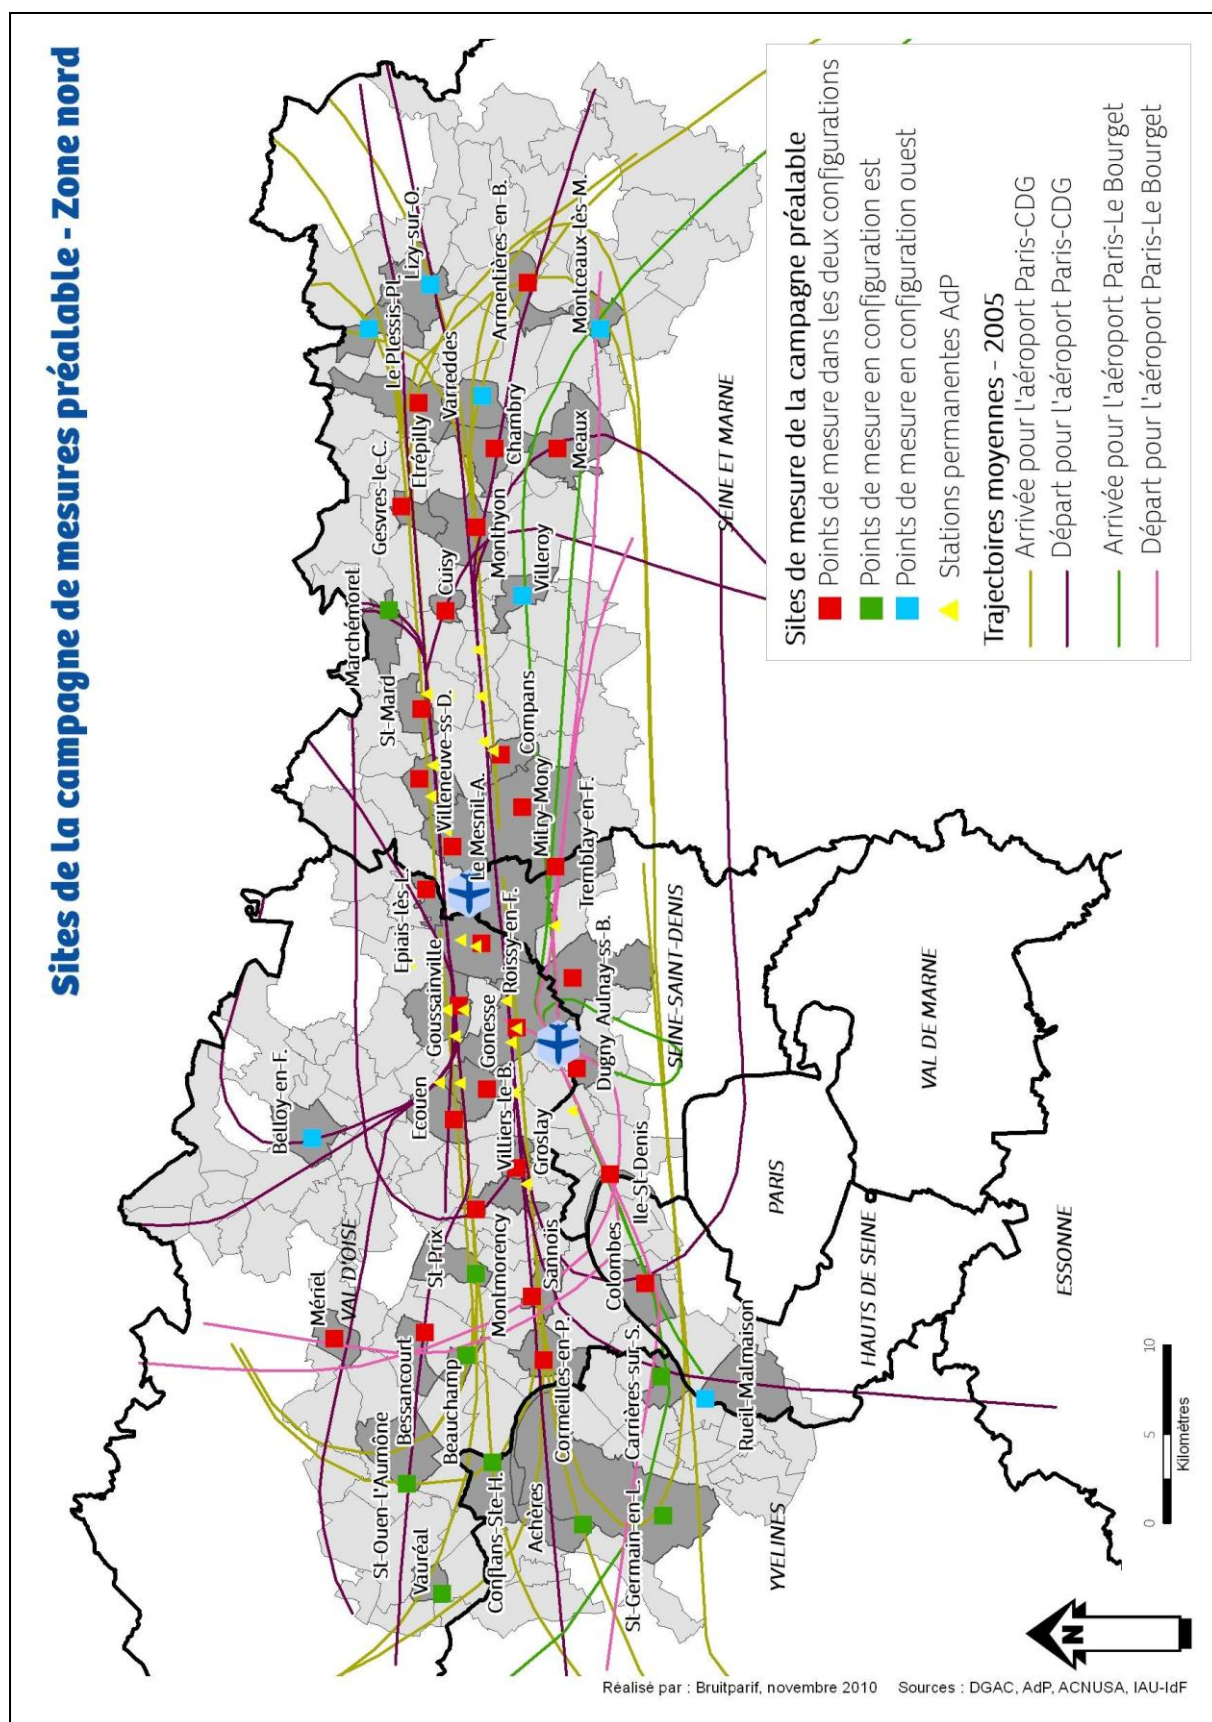 Sites de la campagne de mesures préalable - Zone nord
Vauréal
St-Ouen-L'Aumône
Conflans-Ste-H.
Achères
St-Germain-en-L.
YVELINES
Beauchamp
Bessancourt
Mériel
VAL D'OISE
Cormeilles-en-P.
Carrières-sur-S.
Rueil-Malmaison
St-Prix
Montmorency
Sannois
Colombes
HAUTS DE SEINE
ESSONNE
Belloy-en-F.
Ecouen
Villiers-le-B.
Groslay
Ile-St-Denis
PARIS
Goussainville
Gonesse
Dugny
Aulnay-ss-B.
SEINE-SAINT-DENIS
VAL DE MARNE
Epiais-lès-L.
Roissy-en-F.
Le Mesnil-A.
Villeneuve-ss-D.
Mitry-Mory
Tremblay-en-F.
Compans
St-Mard
Marchémoret
Cuisy
Gesvres-le-C.
Monthyon
Villeroy
Etrépilly
Chambry
Meaux
Varreddes
Le-Plessis-Pl.
Lizy-sur-O.
Armentières-en-B.
Montceaux-lès-M.
SEINE ET MARNE
Sites de mesure de la campagne préalable
Points de mesure dans les deux configurations
Points de mesure en configuration est
Points de mesure en configuration ouest
Stations permanentes AdP
Trajectoires moyennes - 2005
Arrivée pour l'aéroport Paris-CDG
Départ pour l'aéroport Paris-CDG
Arrivée pour l'aéroport Paris-Le Bourget
Départ pour l'aéroport Paris-Le Bourget
0 5 10
Kilomètres
N
Réalisé par : Bruitparif, novembre 2010 Sources : DGAC, AdP, ACNUSA, IAU-IdF